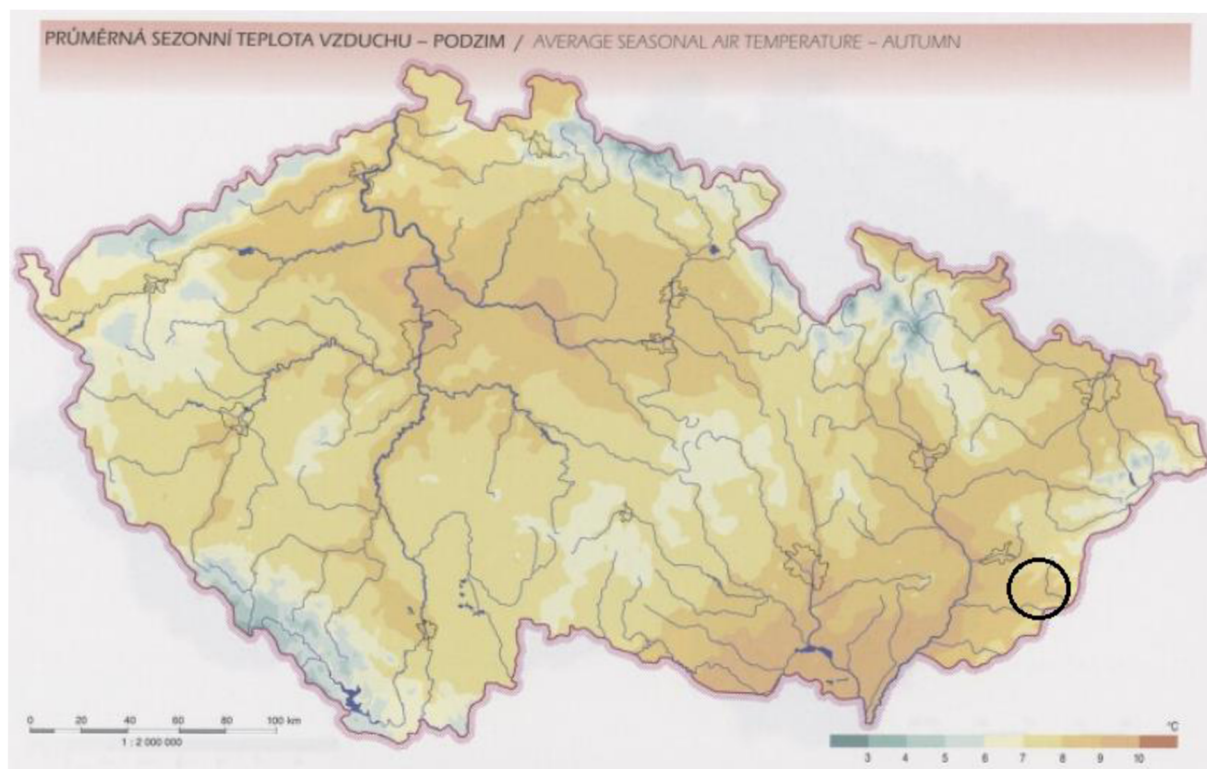 PRŮMĚRNÁ SEZONNÍ TEPLOTA VZDUCHU – PODZIM / AVERAGE SEASONAL AIR TEMPERATURE – AUTUMN
0 20 40 60 80 100 km
1 : 2 000 000
°C
3 4 5 6 7 8 9 10